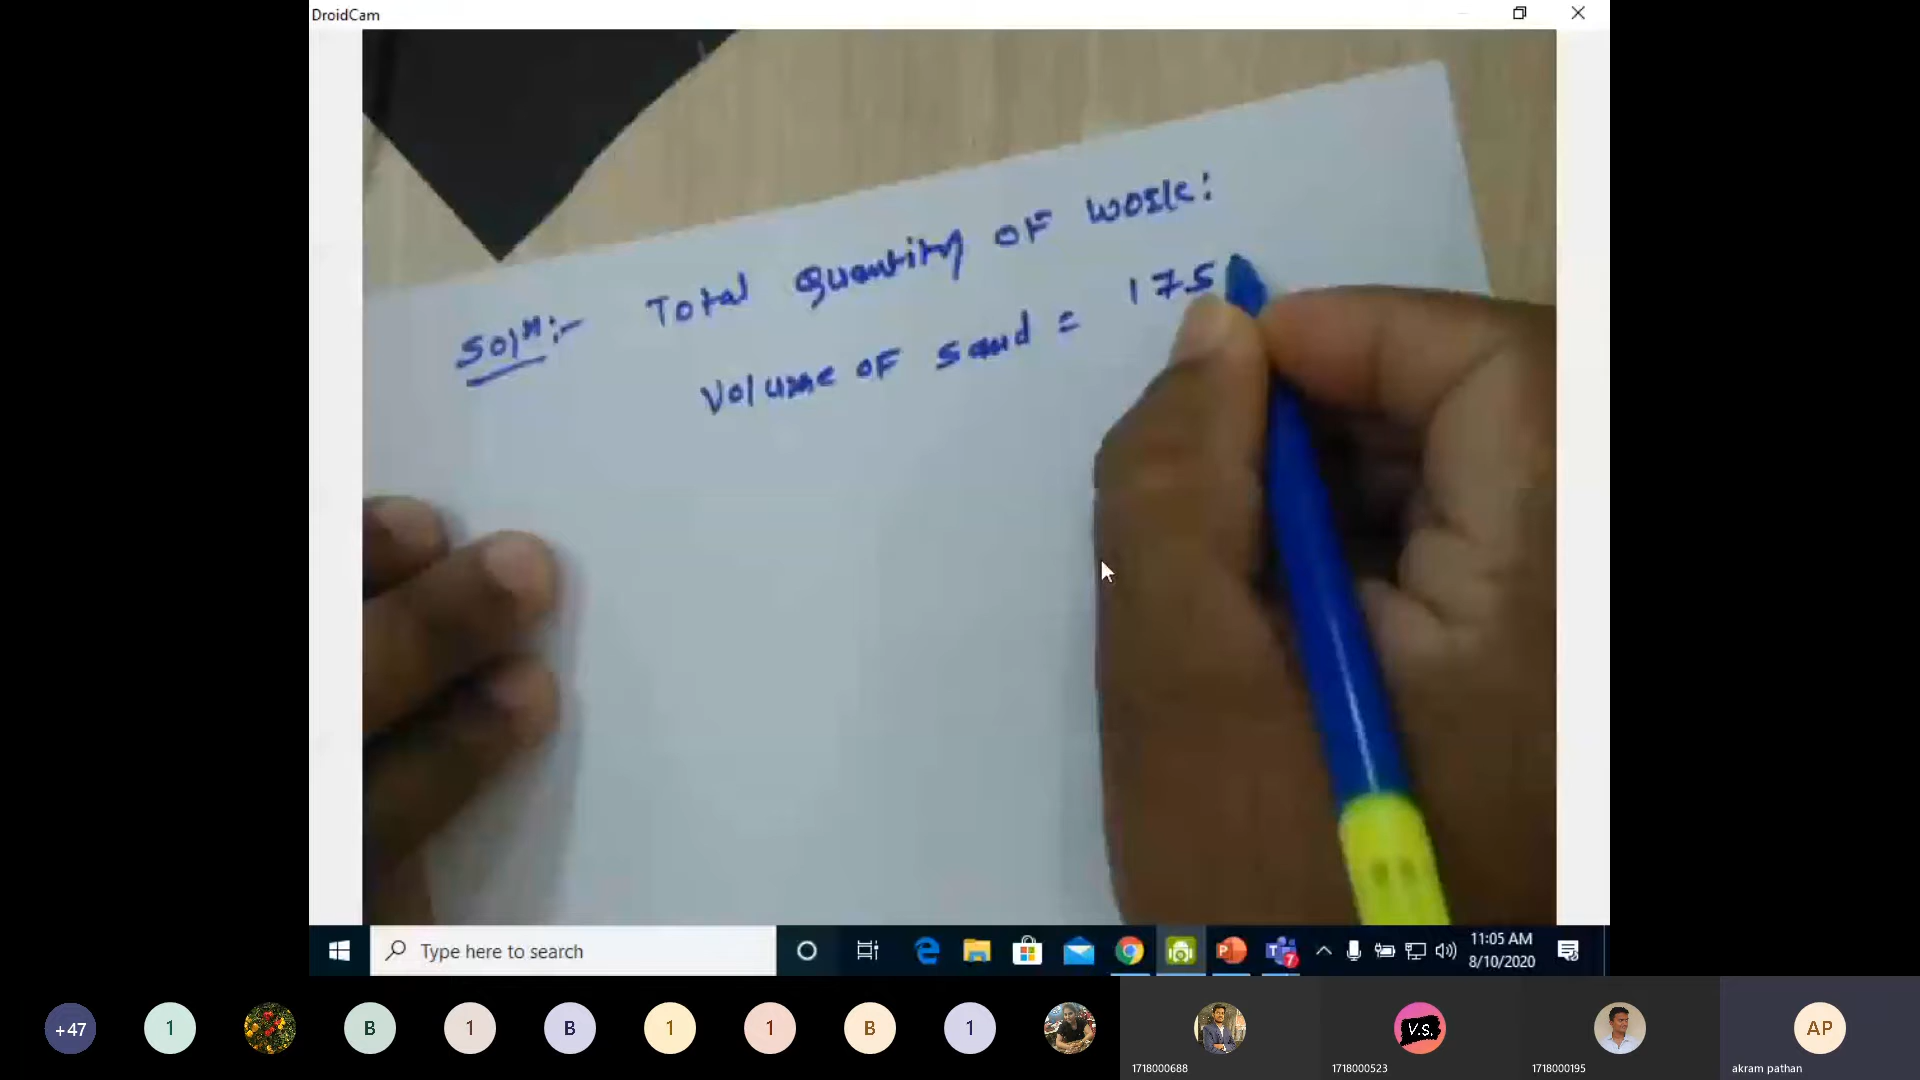 DroidCam
Soln:- Total Quantity of work:
Volume of sand = 175
Type here to search
11:05 AM
8/10/2020
7
+47
1
B
1
B
1
1
B
1
V.S.
AP
1718000688
1718000523
1718000195
akram pathan